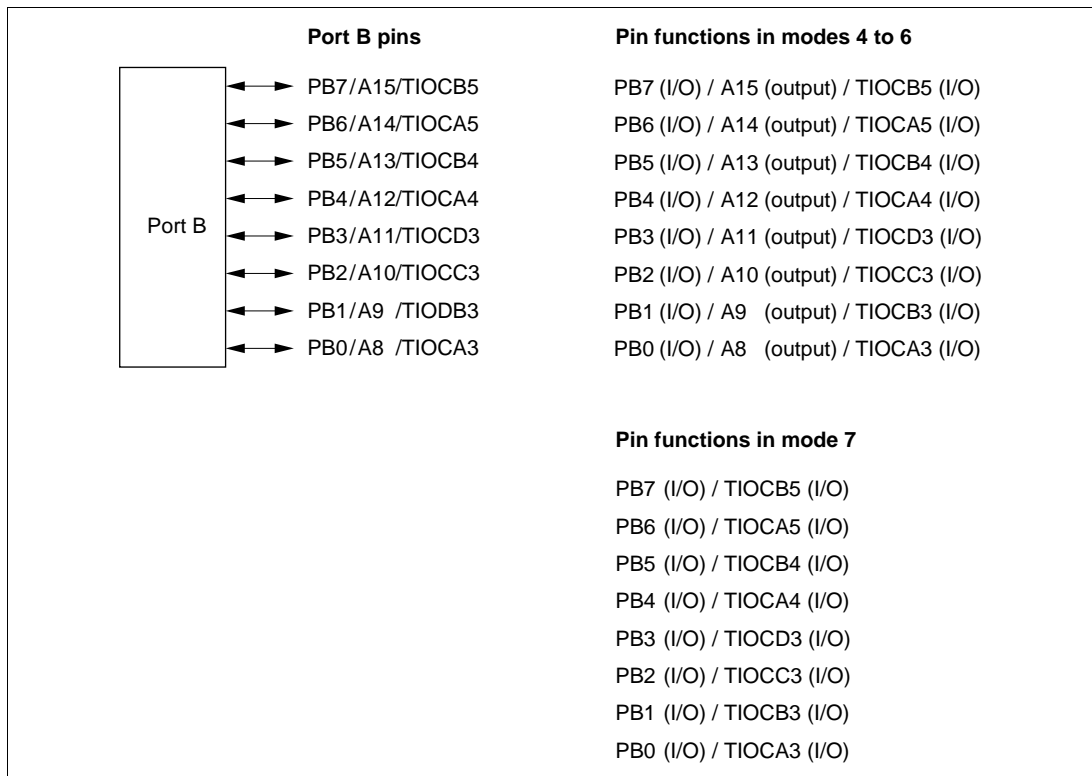 Port B pins
Pin functions in modes 4 to 6
Port B
PB7/A15/TIOCB5
PB7 (I/O) / A15 (output) / TIOCB5 (I/O)
PB6/A14/TIOCA5
PB6 (I/O) / A14 (output) / TIOCA5 (I/O)
PB5/A13/TIOCB4
PB5 (I/O) / A13 (output) / TIOCB4 (I/O)
PB4/A12/TIOCA4
PB4 (I/O) / A12 (output) / TIOCA4 (I/O)
PB3/A11/TIOCD3
PB3 (I/O) / A11 (output) / TIOCD3 (I/O)
PB2/A10/TIOCC3
PB2 (I/O) / A10 (output) / TIOCC3 (I/O)
PB1/A9 /TIODB3
PB1 (I/O) / A9 (output) / TIOCB3 (I/O)
PB0/A8 /TIOCA3
PB0 (I/O) / A8 (output) / TIOCA3 (I/O)
Pin functions in mode 7
PB7 (I/O) / TIOCB5 (I/O)
PB6 (I/O) / TIOCA5 (I/O)
PB5 (I/O) / TIOCB4 (I/O)
PB4 (I/O) / TIOCA4 (I/O)
PB3 (I/O) / TIOCD3 (I/O)
PB2 (I/O) / TIOCC3 (I/O)
PB1 (I/O) / TIOCB3 (I/O)
PB0 (I/O) / TIOCA3 (I/O)